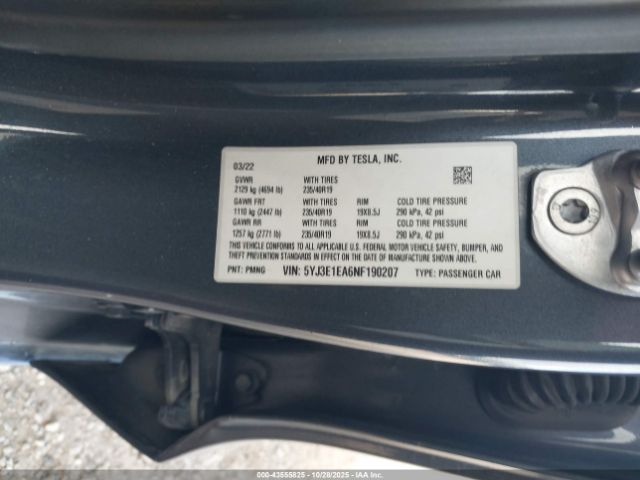 03/22 MFD BY TESLA, INC.
GVWR WITH TIRES
2129 kg (4694 lb) 235/40R19
GAWR FRT WITH TIRES RIM COLD TIRE PRESSURE
1110 kg (2447 lb) 235/40R19 19X8.5J 290 kPa, 42 psi
GAWR RR WITH TIRES RIM COLD TIRE PRESSURE
1257 kg (2771 lb) 235/40R19 19X8.5J 290 kPa, 42 psi
THIS VEHICLE CONFORMS TO ALL APPLICABLE U.S. FEDERAL MOTOR VEHICLE SAFETY, BUMPER, AND
THEFT PREVENTION STANDARDS IN EFFECT ON THE DATE OF MANUFACTURE SHOWN ABOVE.
PNT: PMNG VIN: 5YJ3E1EA6NF190207 TYPE: PASSENGER CAR
000-43555825 - 10/28/2025 - IAAI Copyright